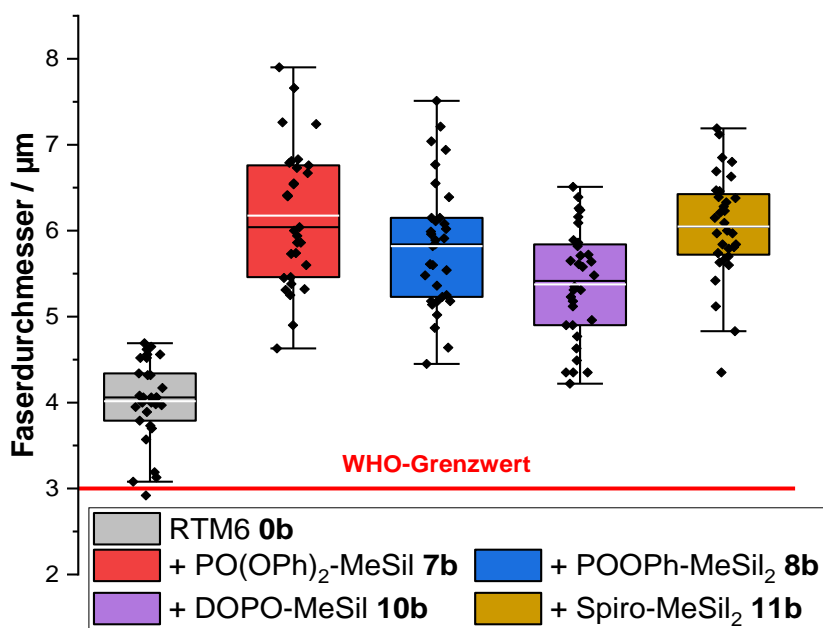 Faserdurchmesser / µm
8
7
6
5
4
3
2
WHO-Grenzwert
RTM6 0b
+ PO(OPh)₂-MeSil 7b
+ POOPh-MeSil₂ 8b
+ DOPO-MeSil 10b
+ Spiro-MeSil₂ 11b